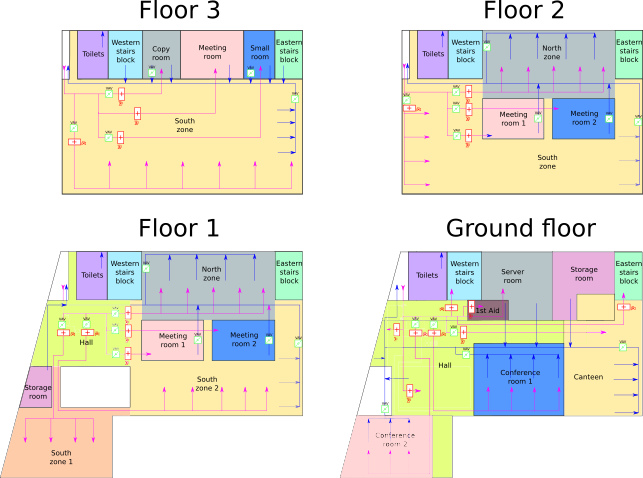 Floor 3
Floor 2
Toilets
Western
stairs
block
Copy
room
Meeting
room
Small
room
Eastern
stairs
block
South
zone
Toilets
Western
stairs
block
North
zone
Eastern
stairs
block
Meeting
room 1
Meeting
room 2
South
zone
Floor 1
Ground floor
Toilets
Western
stairs
block
North
zone
Eastern
stairs
block
Hall
Meeting
room 1
Meeting
room 2
Storage
room
South
zone 2
South
zone 1
Toilets
Western
stairs
block
Server
room
Storage
room
Eastern
stairs
block
1st Aid
Hall
Conference
room 1
Canteen
Conference
room 2